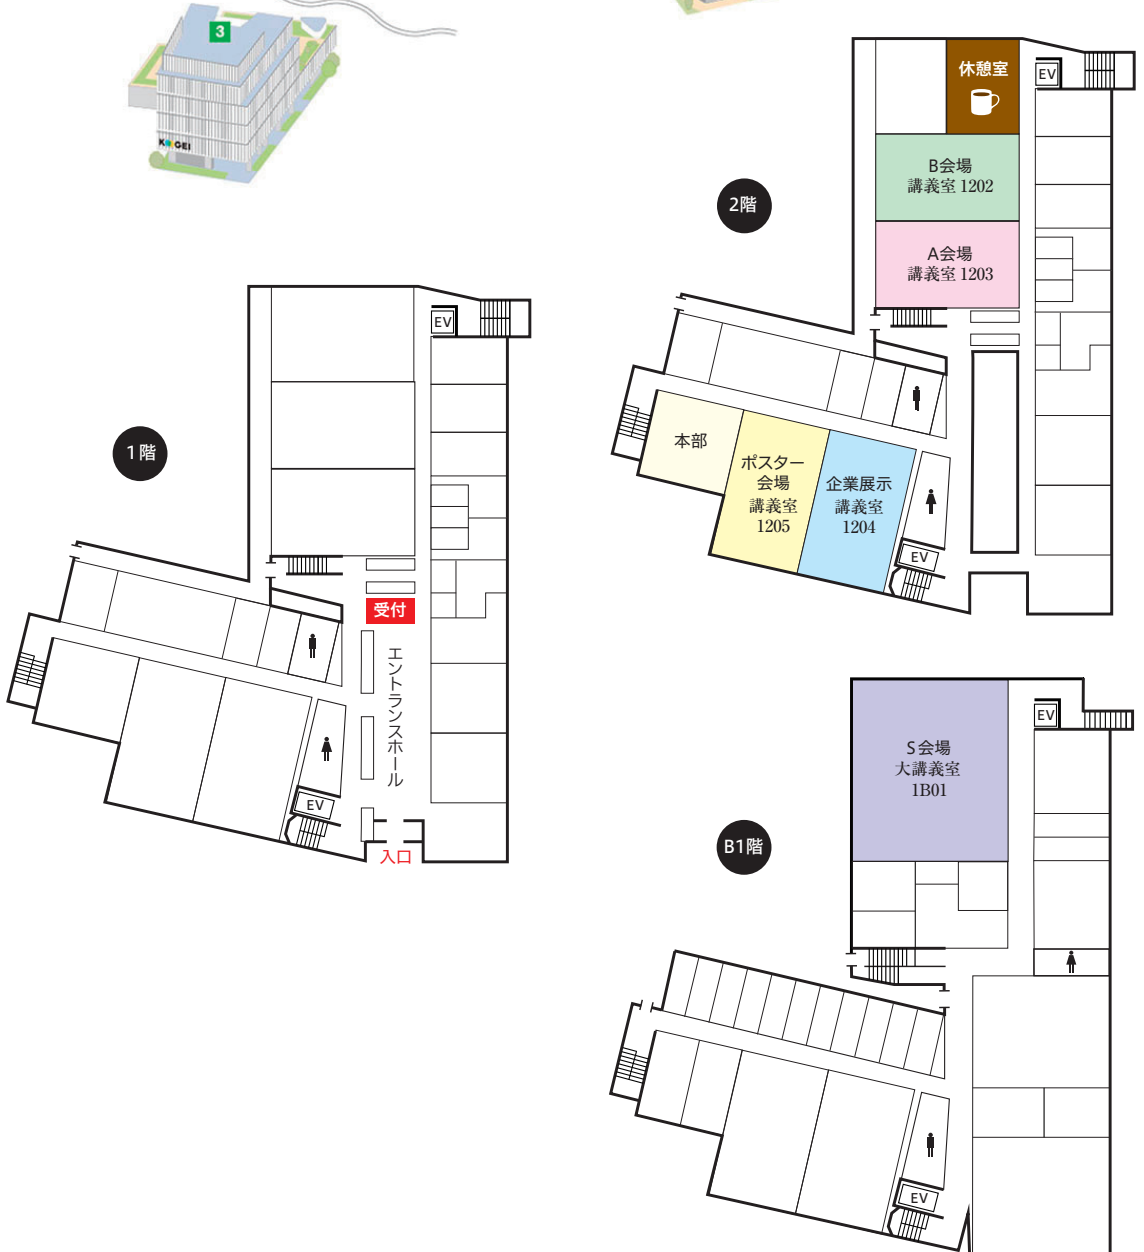 3
KOGEI
休憩室
EV
B会場
講義室 1202
2階
A会場
講義室 1203
本部
ポスター
会場
講義室
1205
企業展示
講義室
1204
EV
1階
EV
受付
エントランスホール
EV
入口
B1階
EV
S会場
大講義室
1B01
EV